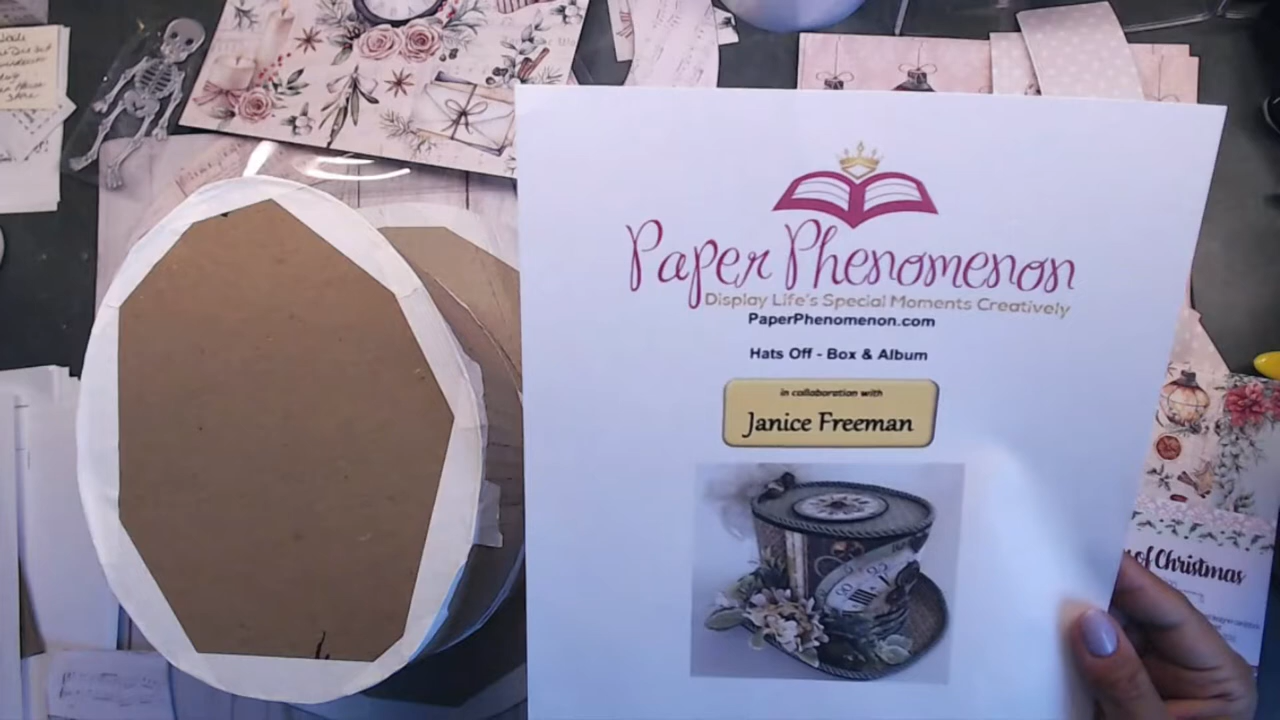 Paper Phenomenon
Display Life's Special Moments Creatively
PaperPhenomenon.com
Hats Off - Box & Album
in collaboration with
Janice Freeman
of Christmas